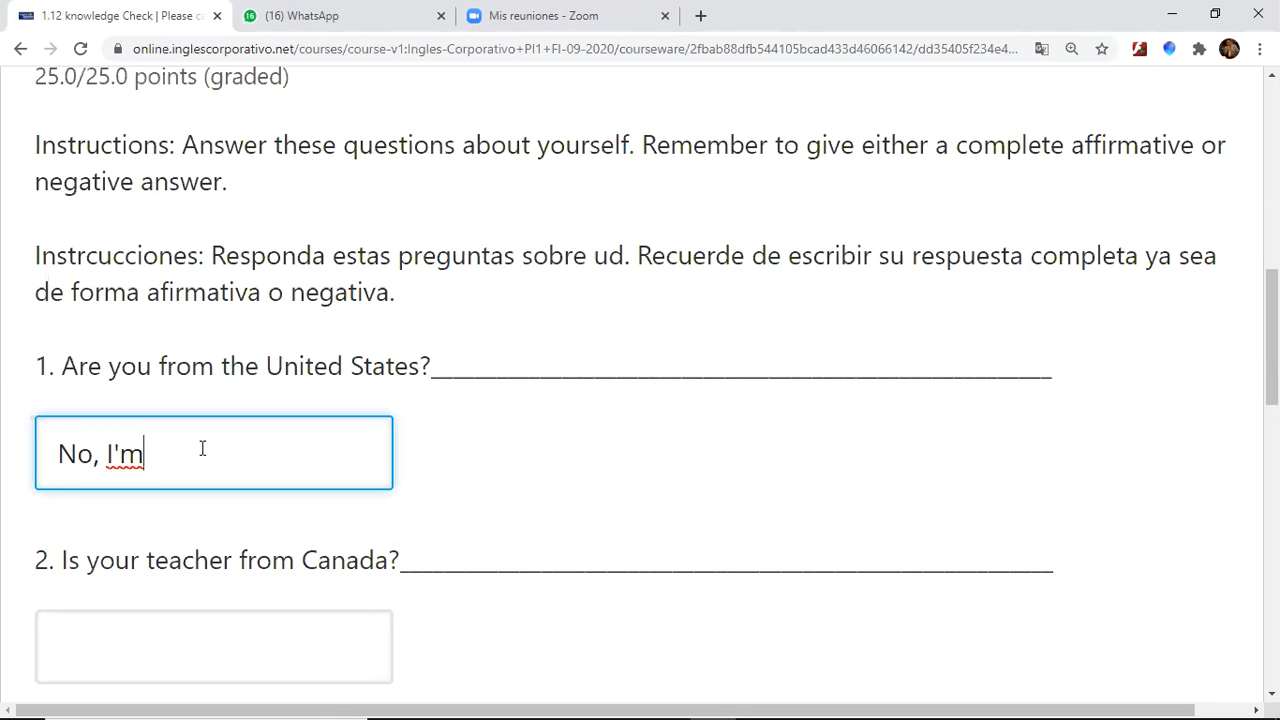 1.12 knowledge Check | Please ca
(16) WhatsApp
Mis reuniones - Zoom
online.inglescorporativo.net/courses/course-v1:Ingles-Corporativo+PI1+FI-09-2020/courseware/2fbab88dfb544105bcad433d46066142/dd35405f234e4...
25.0/25.0 points (graded)
Instructions: Answer these questions about yourself. Remember to give either a complete affirmative or
negative answer.
Instrcucciones: Responda estas preguntas sobre ud. Recuerde de escribir su respuesta completa ya sea
de forma afirmativa o negativa.
1. Are you from the United States?_______________________________________________
No, I'm
2. Is your teacher from Canada?__________________________________________________